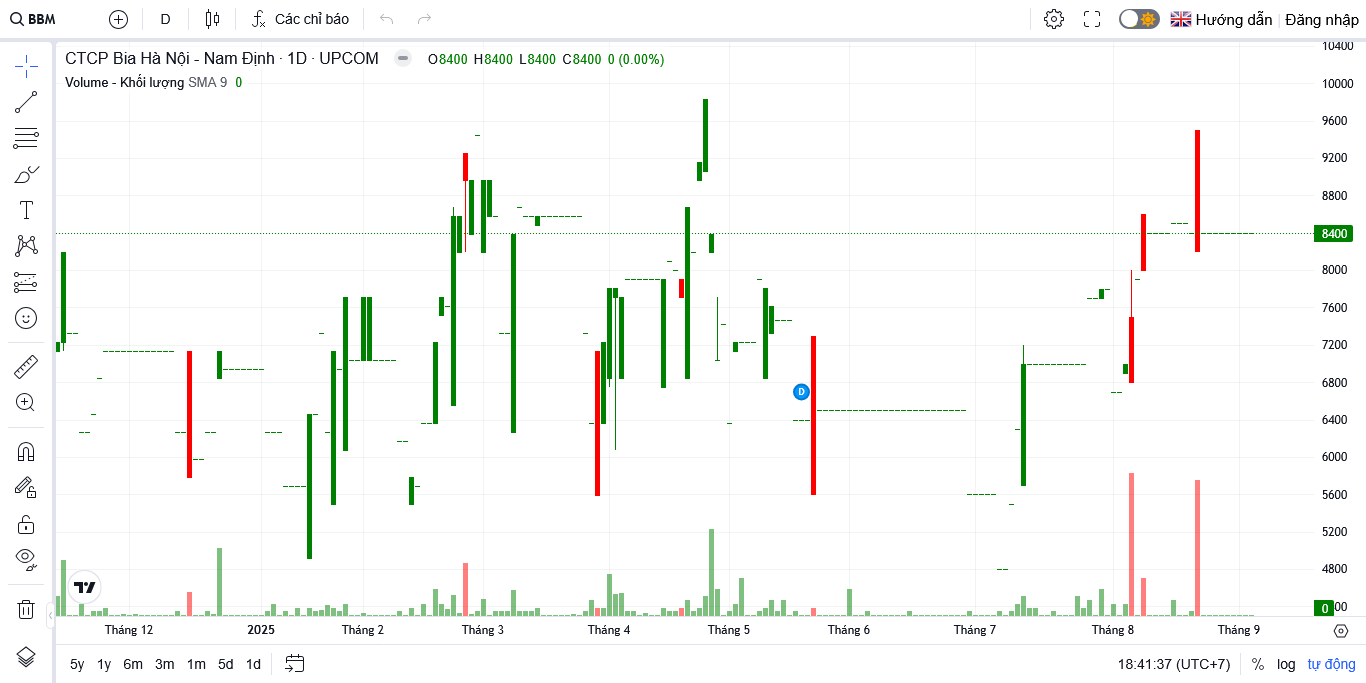 BBM D Các chỉ báo Hướng dẫn Đăng nhập
CTCP Bia Hà Nội - Nam Định · 1D · UPCOM O8400 H8400 L8400 C8400 0 (0.00%)
Volume - Khối lượng SMA 9 0
10400
10000
9600
9200
8800
8400
8000
7600
7200
6800
D
6400
6000
5600
5200
4800
0
Tháng 12 2025 Tháng 2 Tháng 3 Tháng 4 Tháng 5 Tháng 6 Tháng 7 Tháng 8 Tháng 9
5y 1y 6m 3m 1m 5d 1d 18:41:37 (UTC+7) % log tự động